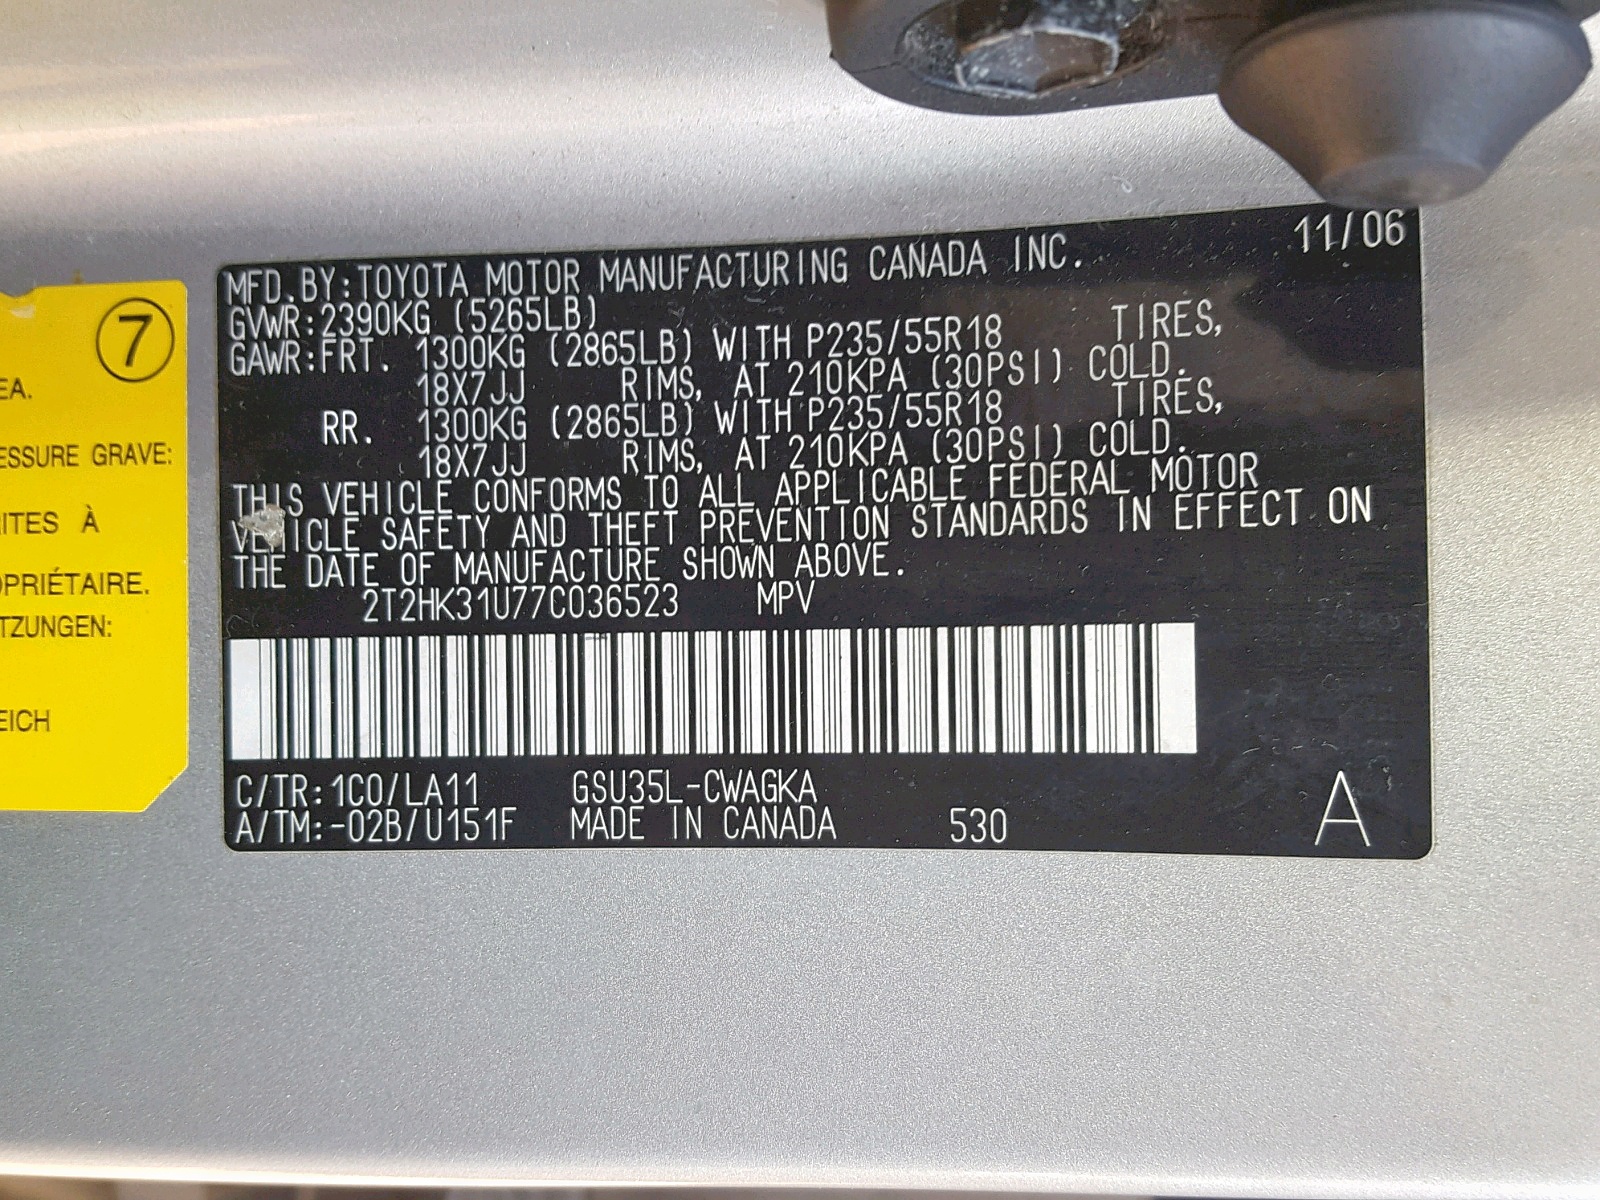 11/06
MFD.BY:TOYOTA MOTOR MANUFACTURING CANADA INC.
GVWR:2390KG (5265LB)
GAWR:FRT. 1300KG (2865LB) WITH P235/55R18 TIRES,
18X7JJ RIMS, AT 210KPA (30PSI) COLD.
RR. 1300KG (2865LB) WITH P235/55R18 TIRES,
18X7JJ RIMS, AT 210KPA (30PSI) COLD.
THIS VEHICLE CONFORMS TO ALL APPLICABLE FEDERAL MOTOR
VEHICLE SAFETY AND THEFT PREVENTION STANDARDS IN EFFECT ON
THE DATE OF MANUFACTURE SHOWN ABOVE.
2T2HK31U77C036523 MPV
C/TR:1C0/LA11 GSU35L-CWAGKA
A/TM:-02B/U151F MADE IN CANADA 530 A
7
EA.
ESSURE GRAVE:
ITES À
OPRIÉTAIRE.
TZUNGEN:
EICH